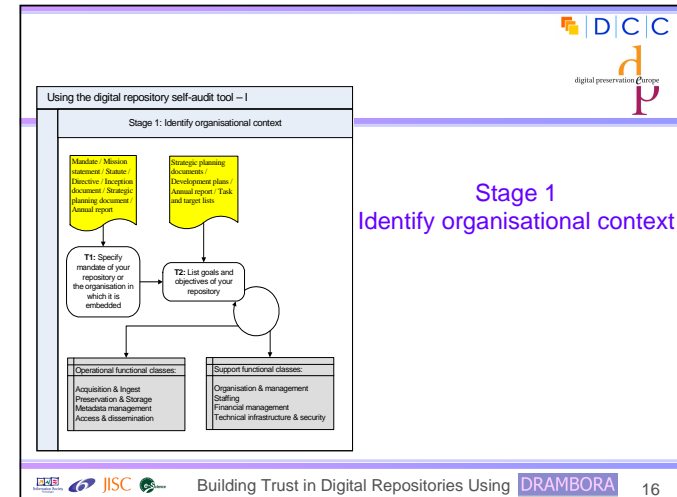 D|C|C
digital preservation europe
dp
Using the digital repository self-audit tool – I
Stage 1: Identify organisational context
Mandate / Mission
statement / Statute /
Directive / Inception
document / Strategic
planning document /
Annual report
Strategic planning
documents /
Development plans /
Annual report / Task
and target lists
T1: Specify
mandate of your
repository or
the organisation in
which it is
embedded
T2: List goals and
objectives of your
repository
Operational functional classes:
Acquisition & Ingest
Preservation & Storage
Metadata management
Access & dissemination
Support functional classes:
Organisation & management
Staffing
Financial management
Technical infrastructure & security
Stage 1
Identify organisational context
Information Society
JISC
e-Science
Building Trust in Digital Repositories Using DRAMBORA
16